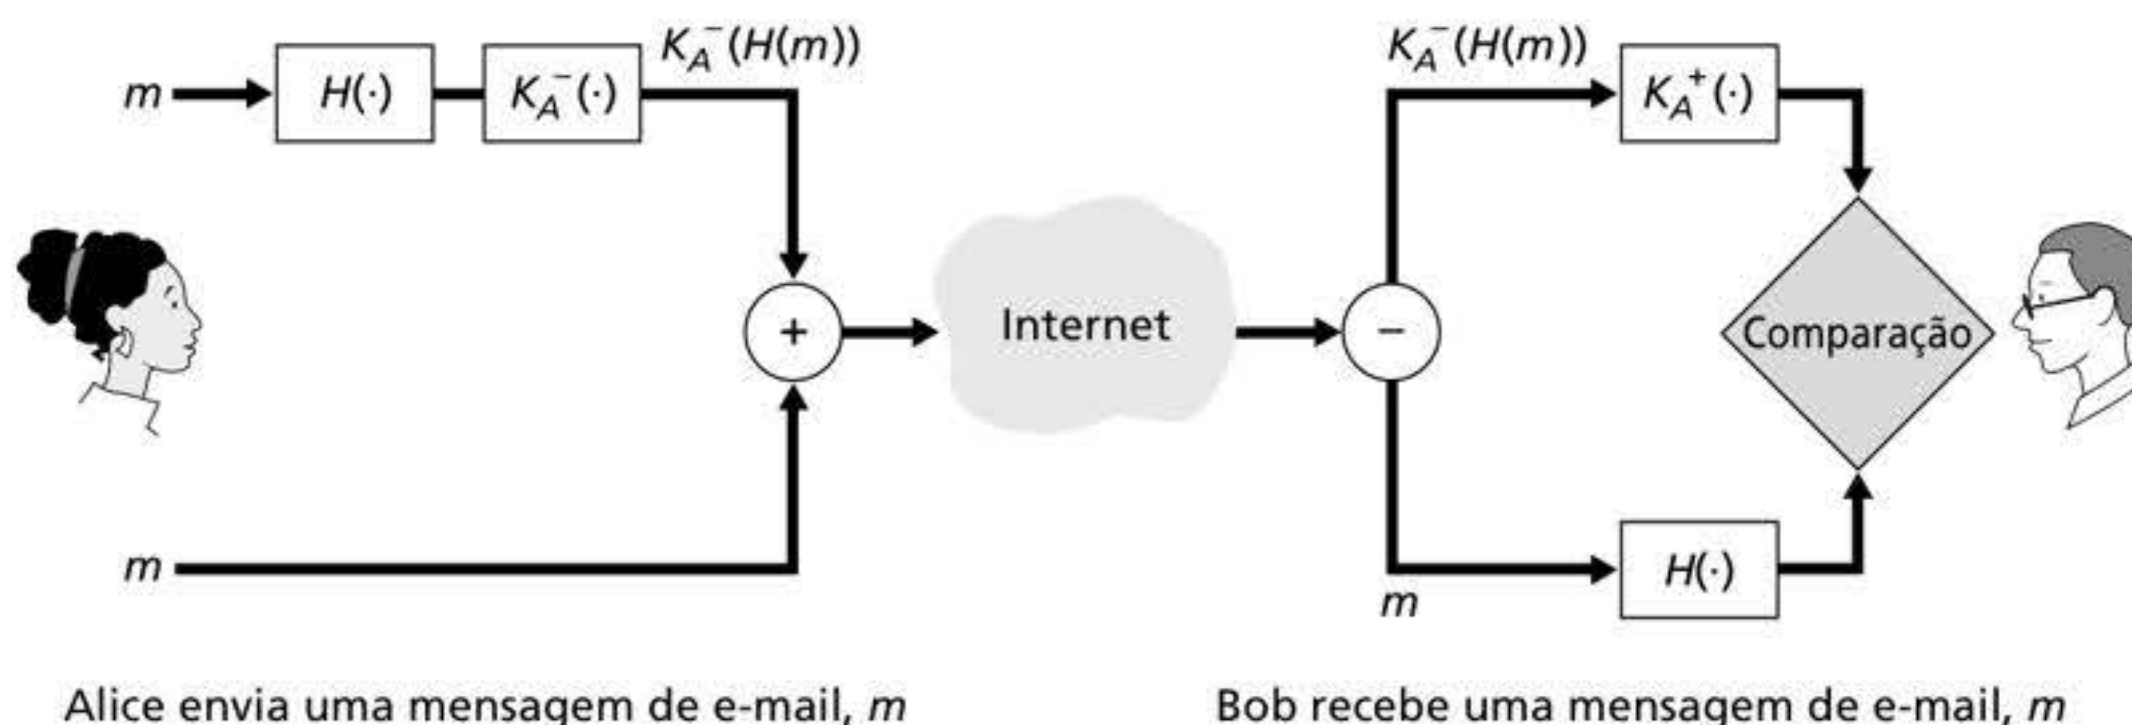 m
H(·)
K_A^-(·)
K_A^-(H(m))
+
m
Internet
−
K_A^-(H(m))
K_A^+(·)
Comparação
m
H(·)
Alice envia uma mensagem de e-mail, m
Bob recebe uma mensagem de e-mail, m